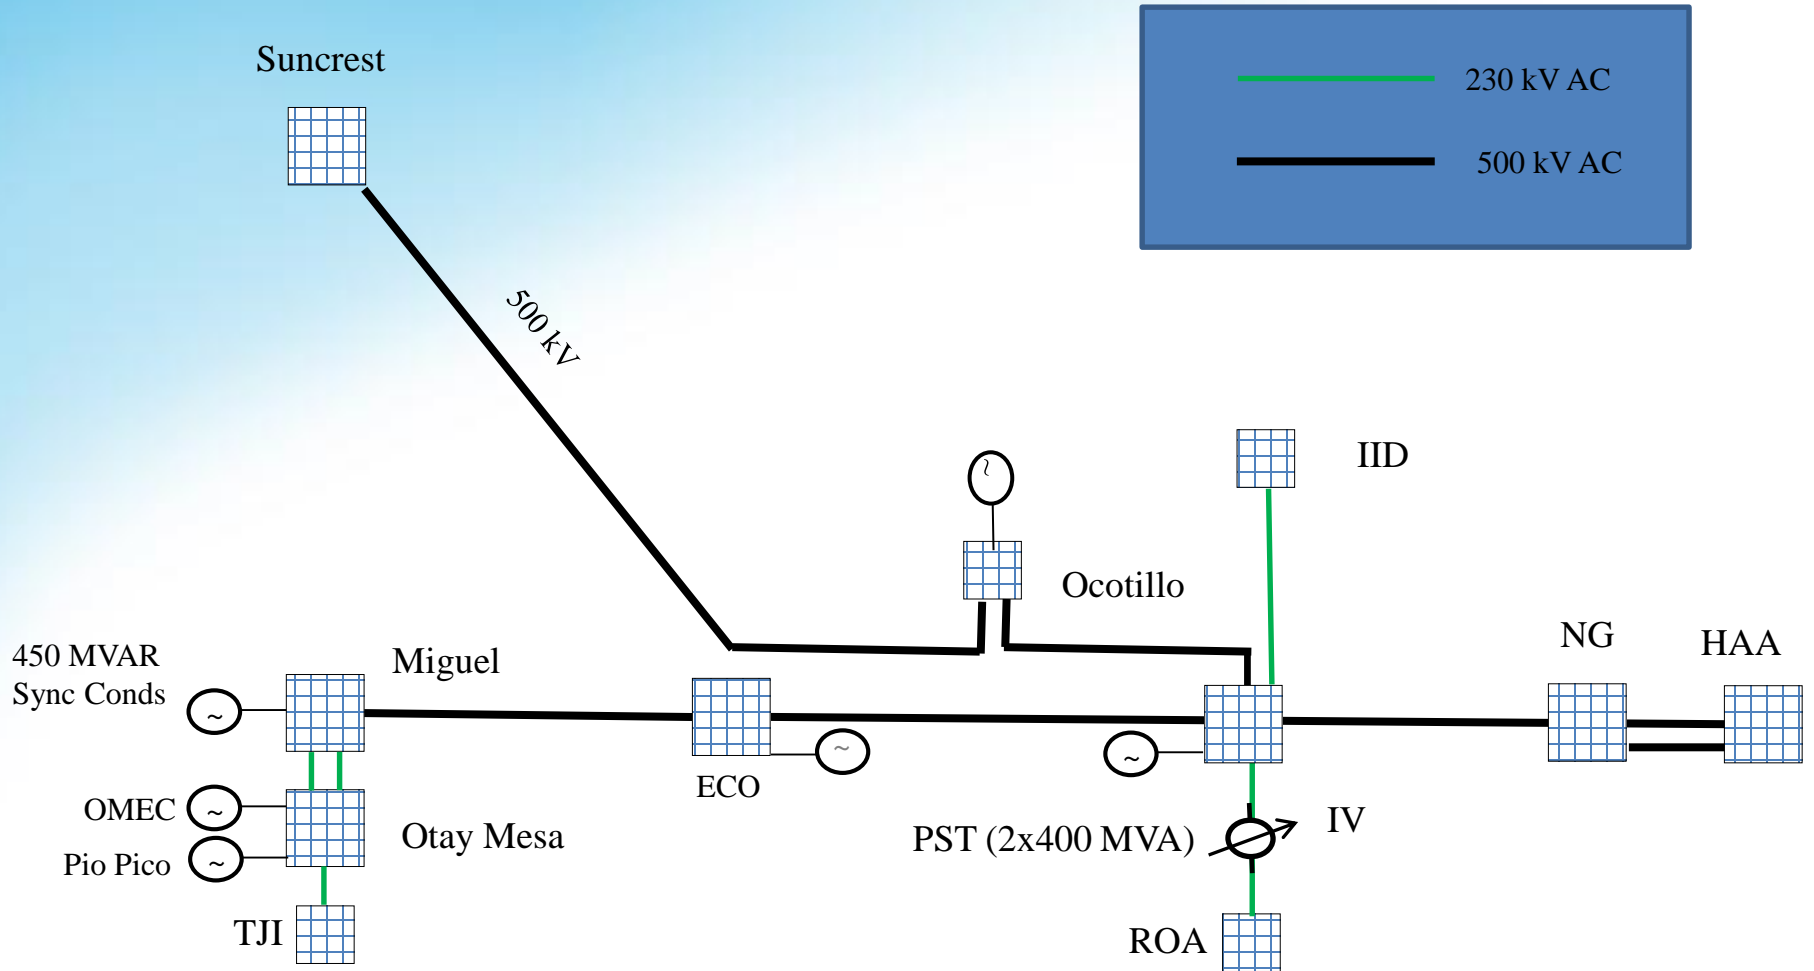 Suncrest
230 kV AC
500 kV AC
500 kV
IID
Ocotillo
NG
HAA
450 MVAR
Sync Conds
Miguel
~
~
~
~
ECO
OMEC
~
Otay Mesa
PST (2x400 MVA)
IV
Pio Pico
~
TJI
ROA